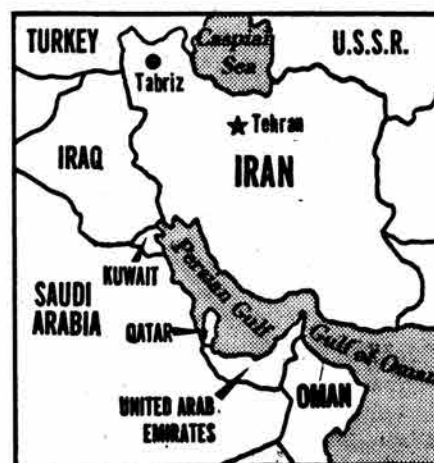 TURKEY
Caspian
Sea
U.S.S.R.
Tabriz
Tehran
IRAQ
IRAN
KUWAIT
Persian Gulf
SAUDI
ARABIA
QATAR
Gulf of Oman
UNITED ARAB
EMIRATES
OMAN